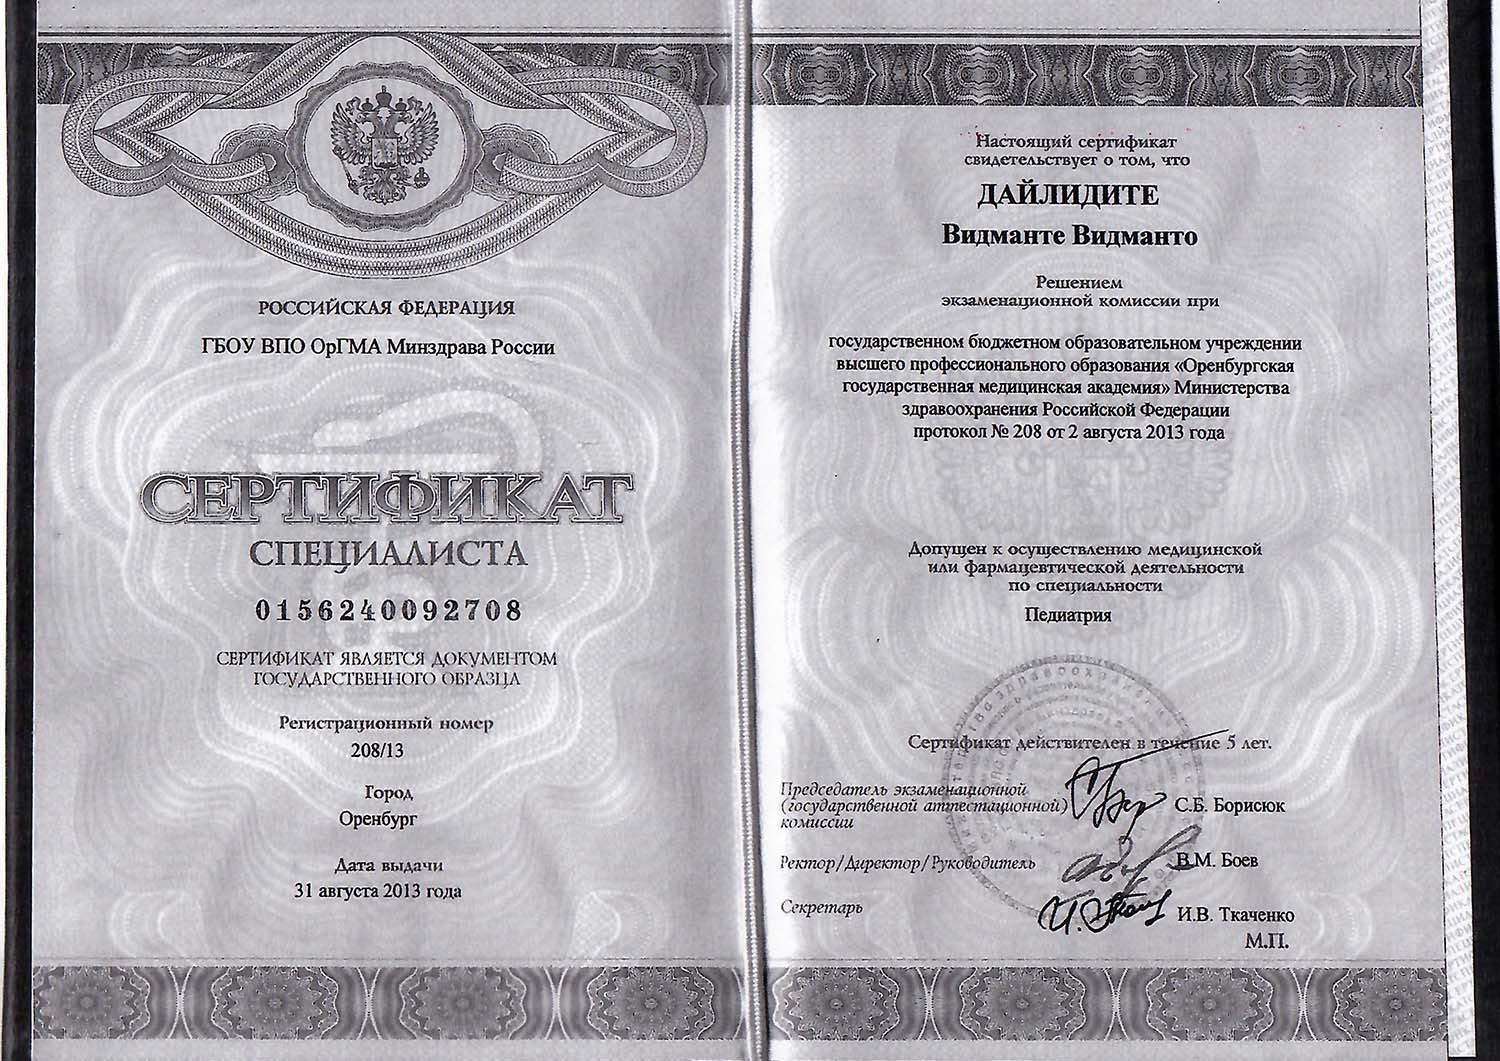 РОССИЙСКАЯ ФЕДЕРАЦИЯ
ГБОУ ВПО ОрГМА Минздрава России
СЕРТИФИКАТ
СПЕЦИАЛИСТА
0156240092708
СЕРТИФИКАТ ЯВЛЯЕТСЯ ДОКУМЕНТОМ
ГОСУДАРСТВЕННОГО ОБРАЗЦА
Регистрационный номер
208/13
Город
Оренбург
Дата выдачи
31 августа 2013 года
Настоящий сертификат
свидетельствует о том, что
ДАЙЛИДИТЕ
Видманте Видманто
Решением
экзаменационной комиссии при
государственном бюджетном образовательном учреждении
высшего профессионального образования «Оренбургская
государственная медицинская академия» Министерства
здравоохранения Российской Федерации
протокол № 208 от 2 августа 2013 года
Допущен к осуществлению медицинской
или фармацевтической деятельности
по специальности
Педиатрия
Сертификат действителен в течение 5 лет.
Председатель экзаменационной
(государственной аттестационной)
комиссии
С.Б. Борисюк
Ректор/Директор/Руководитель
В.М. Боев
Секретарь
И.В. Ткаченко
М.П.